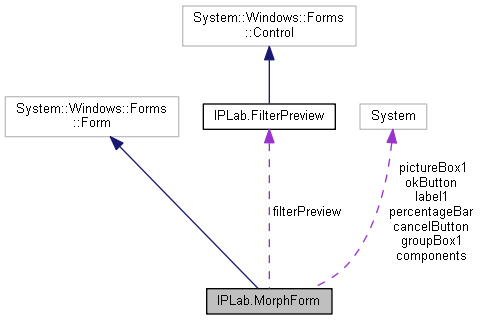 System::Windows::Forms
::Control
System::Windows::Forms
::Form
IPLab.FilterPreview
System
filterPreview
pictureBox1
okButton
label1
percentageBar
cancelButton
groupBox1
components
IPLab.MorphForm